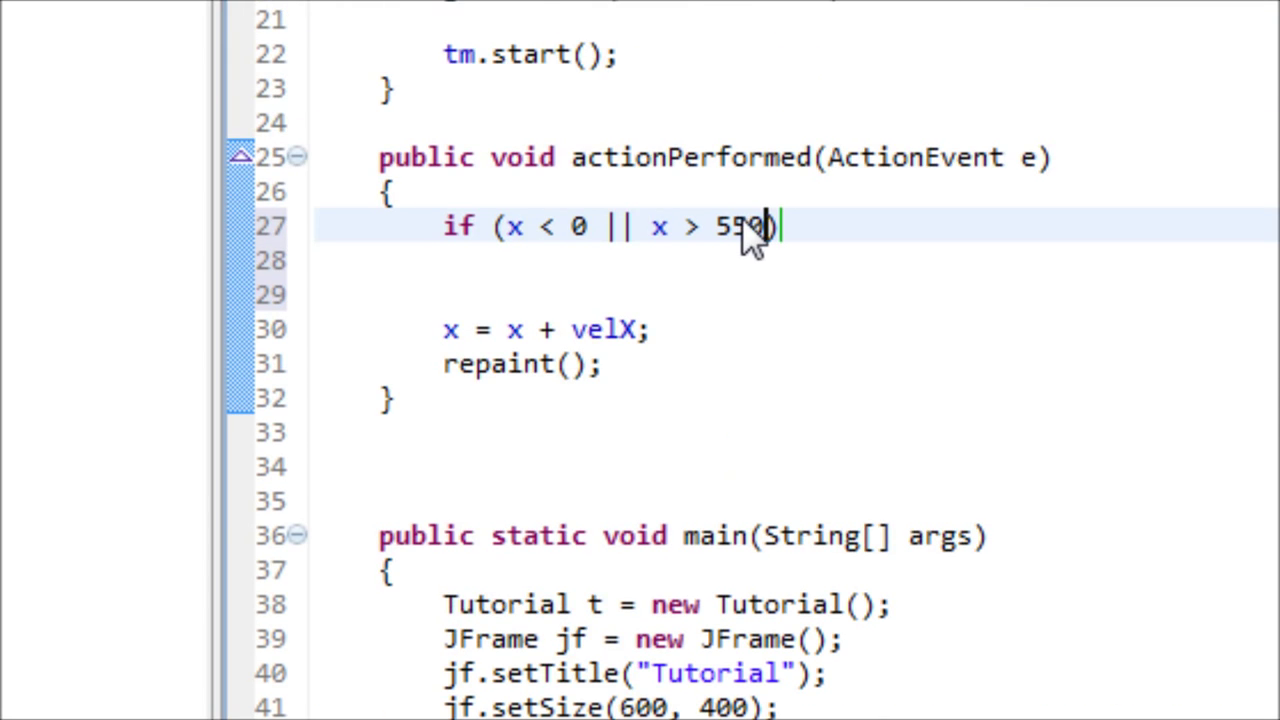 21
22 tm.start();
23 }
24
25 public void actionPerformed(ActionEvent e)
26 {
27 if (x < 0 || x > 550)
28
29
30 x = x + velX;
31 repaint();
32 }
33
34
35
36 public static void main(String[] args)
37 {
38 Tutorial t = new Tutorial();
39 JFrame jf = new JFrame();
40 jf.setTitle("Tutorial");
41 jf.setSize(600, 400);